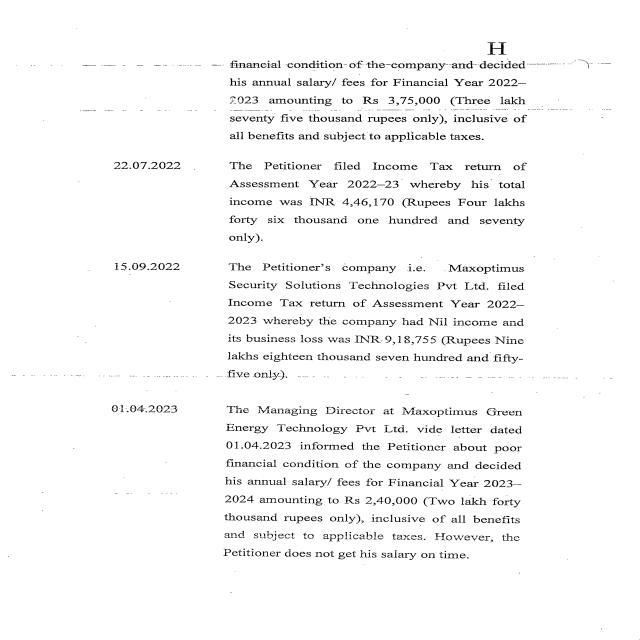 H
financial condition of the company and decided
his annual salary/ fees for Financial Year 2022–
2023 amounting to Rs 3,75,000 (Three lakh
seventy five thousand rupees only), inclusive of
all benefits and subject to applicable taxes.
22.07.2022 The Petitioner filed Income Tax return of
Assessment Year 2022–23 whereby his total
income was INR 4,46,170 (Rupees Four lakhs
forty six thousand one hundred and seventy
only).
15.09.2022 The Petitioner's company i.e. Maxoptimus
Security Solutions Technologies Pvt Ltd. filed
Income Tax return of Assessment Year 2022–
2023 whereby the company had Nil income and
its business loss was INR 9,18,755 (Rupees Nine
lakhs eighteen thousand seven hundred and fifty-
five only).
01.04.2023 The Managing Director at Maxoptimus Green
Energy Technology Pvt Ltd. vide letter dated
01.04.2023 informed the Petitioner about poor
financial condition of the company and decided
his annual salary/ fees for Financial Year 2023–
2024 amounting to Rs 2,40,000 (Two lakh forty
thousand rupees only), inclusive of all benefits
and subject to applicable taxes. However, the
Petitioner does not get his salary on time.